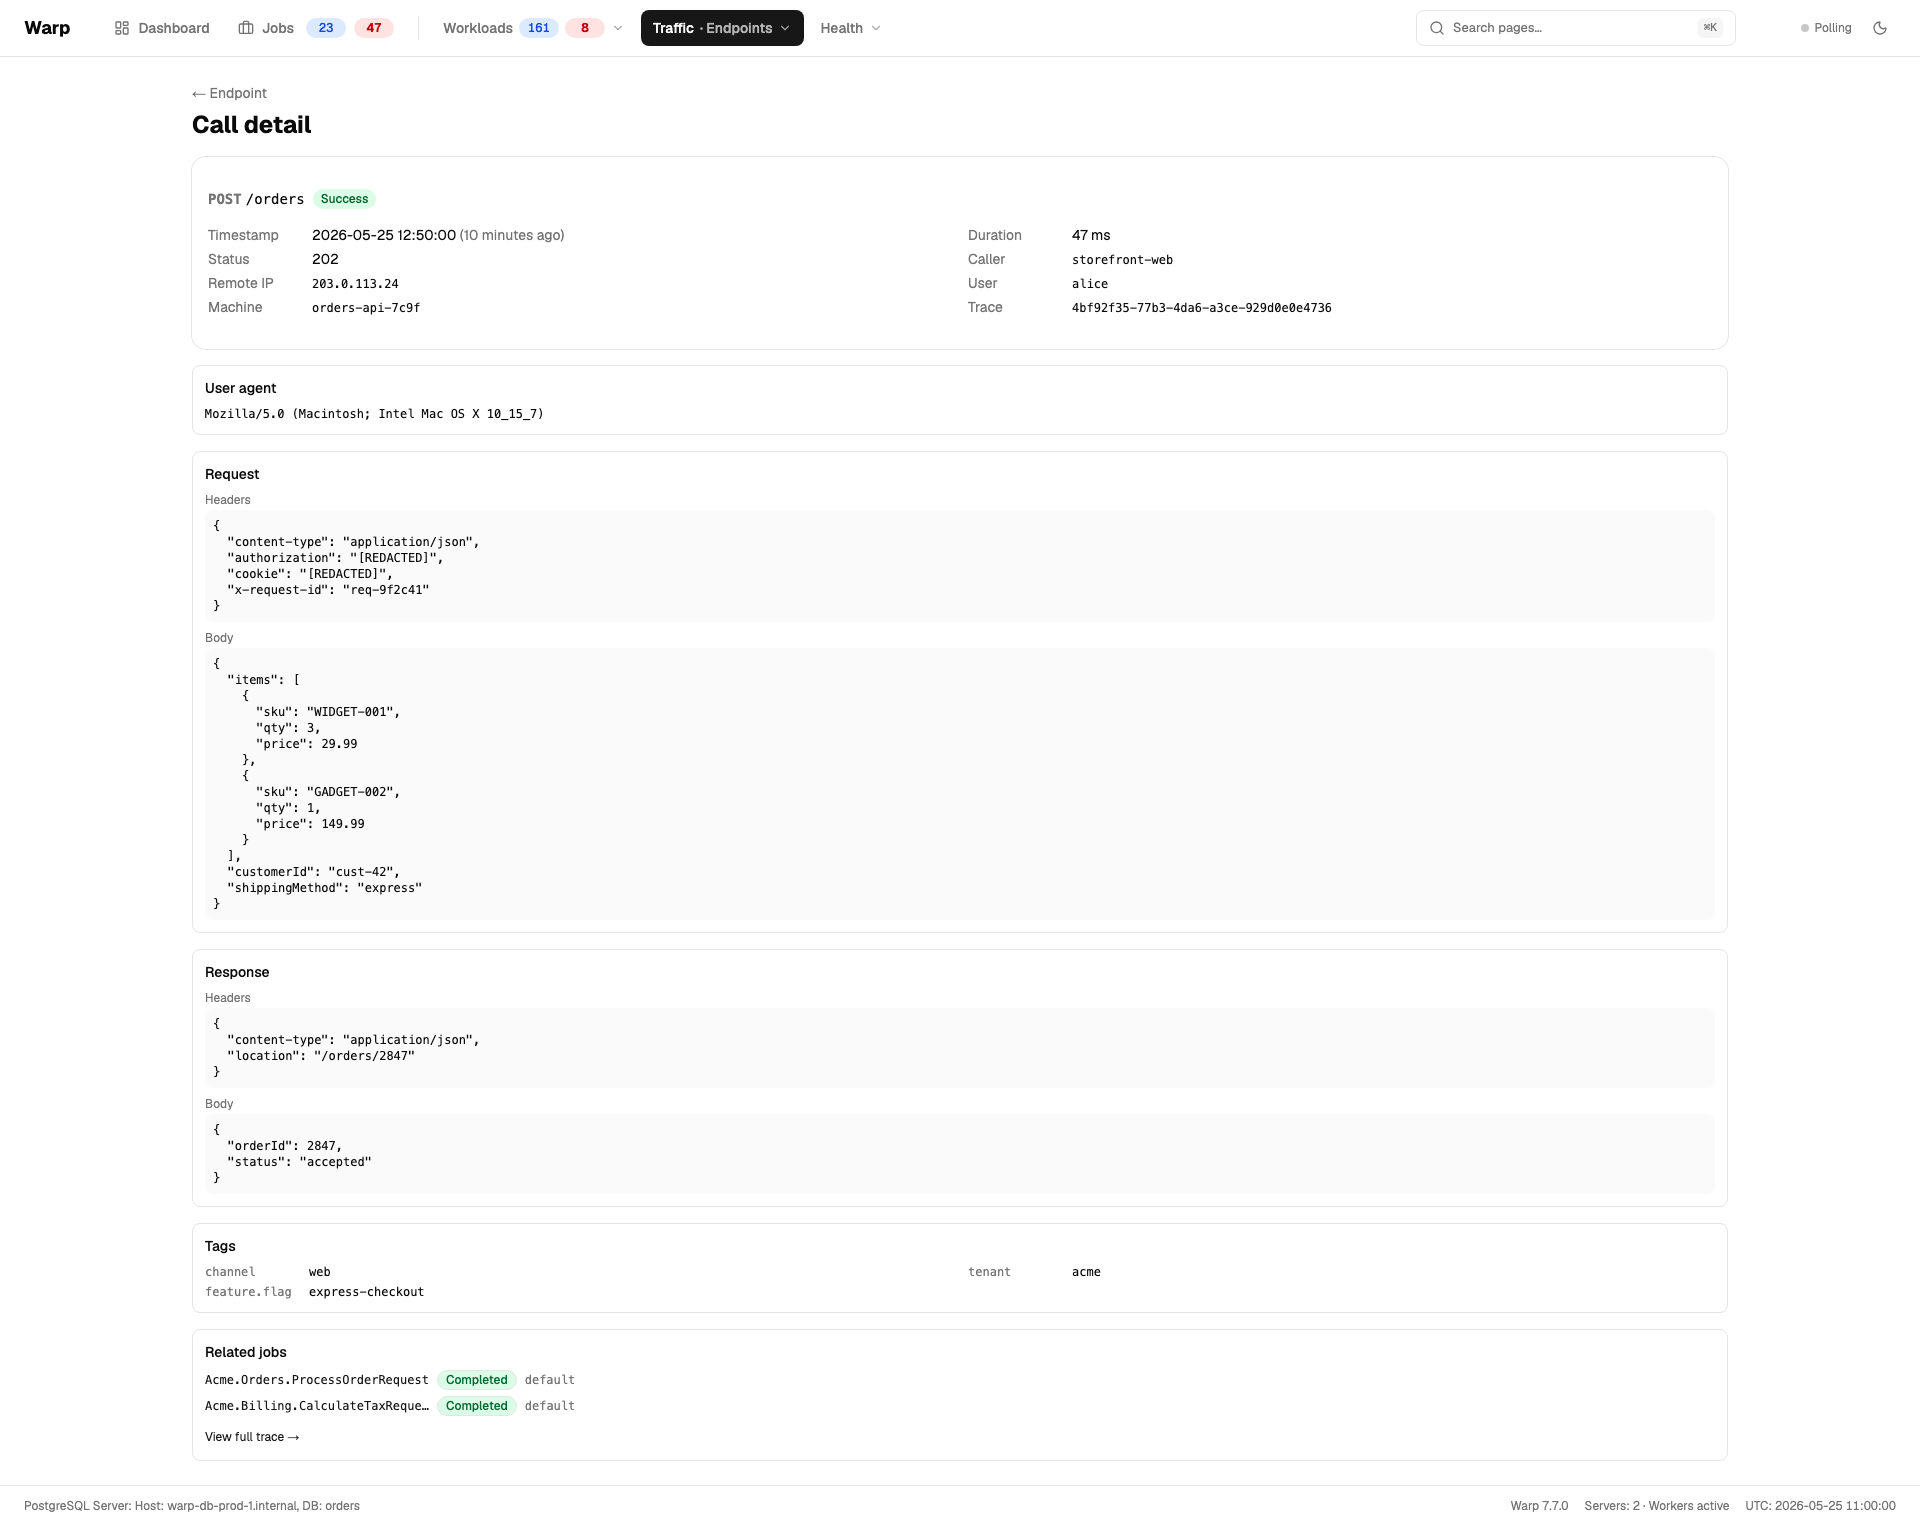 Warp
Dashboard
Jobs 23 47
Workloads 161 8
Traffic · Endpoints
Health
Search pages...
⌘K
Polling
← Endpoint
Call detail
POST /orders Success
Timestamp 2026-05-25 12:50:00 (10 minutes ago)
Duration 47 ms
Status 202
Caller storefront-web
Remote IP 203.0.113.24
User alice
Machine orders-api-7c9f
Trace 4bf92f35-77b3-4da6-a3ce-929d0e0e4736
User agent
Mozilla/5.0 (Macintosh; Intel Mac OS X 10_15_7)
Request
Headers
{
  "content-type": "application/json",
  "authorization": "[REDACTED]",
  "cookie": "[REDACTED]",
  "x-request-id": "req-9f2c41"
}
Body
{
  "items": [
    {
      "sku": "WIDGET-001",
      "qty": 3,
      "price": 29.99
    },
    {
      "sku": "GADGET-002",
      "qty": 1,
      "price": 149.99
    }
  ],
  "customerId": "cust-42",
  "shippingMethod": "express"
}
Response
Headers
{
  "content-type": "application/json",
  "location": "/orders/2847"
}
Body
{
  "orderId": 2847,
  "status": "accepted"
}
Tags
channel web
tenant acme
feature.flag express-checkout
Related jobs
Acme.Orders.ProcessOrderRequest Completed default
Acme.Billing.CalculateTaxReque… Completed default
View full trace →
PostgreSQL Server: Host: warp-db-prod-1.internal, DB: orders
Warp 7.7.0
Servers: 2 · Workers active
UTC: 2026-05-25 11:00:00